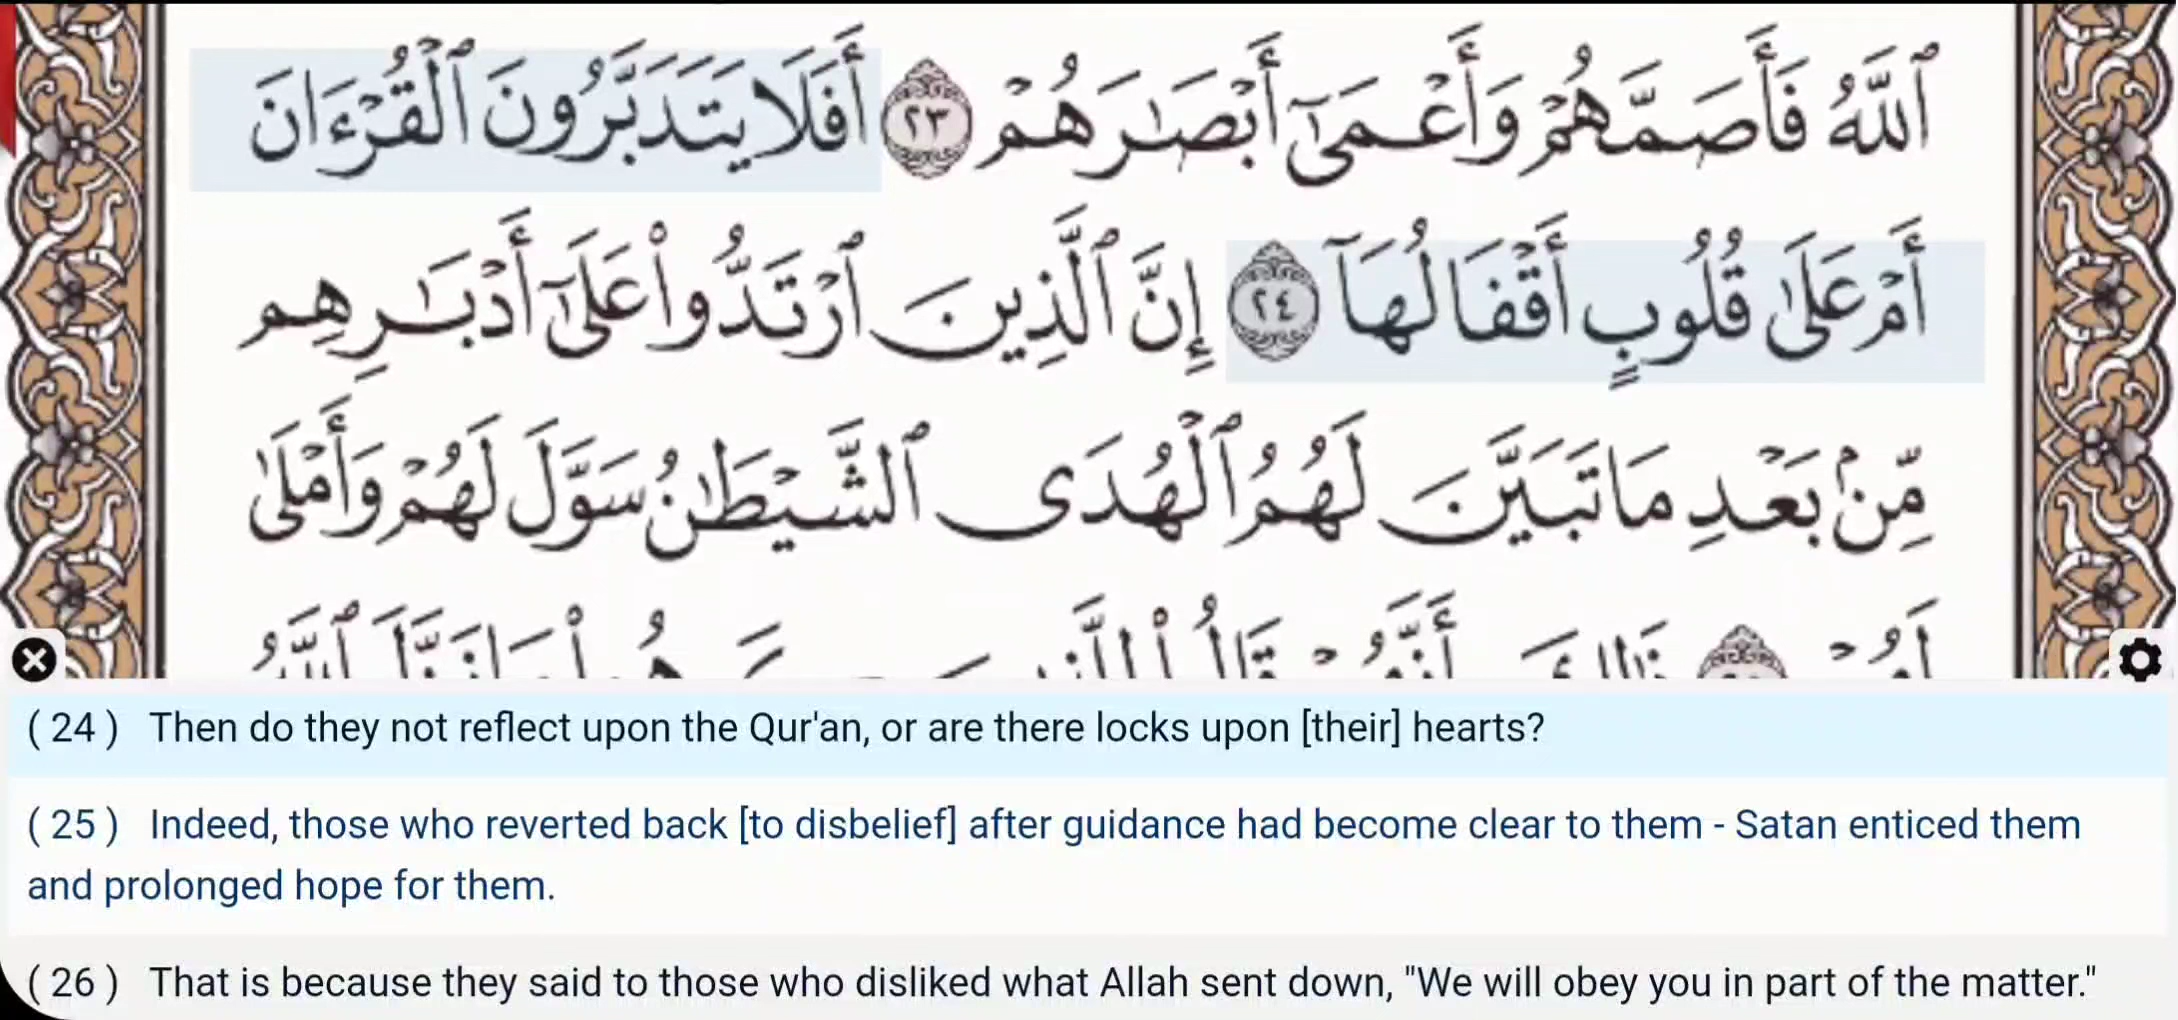 ٱللَّهُ فَأَصَمَّهُمۡ وَأَعۡمَىٰٓ أَبۡصَٰرَهُمۡ ٢٣ أَفَلَا يَتَدَبَّرُونَ ٱلۡقُرۡءَانَ
أَمۡ عَلَىٰ قُلُوبٍ أَقۡفَالُهَآ ٢٤ إِنَّ ٱلَّذِينَ ٱرۡتَدُّواْ عَلَىٰٓ أَدۡبَٰرِهِم
مِّنۢ بَعۡدِ مَا تَبَيَّنَ لَهُمُ ٱلۡهُدَى ٱلشَّيۡطَٰنُ سَوَّلَ لَهُمۡ وَأَمۡلَىٰ
( 24 ) Then do they not reflect upon the Qur'an, or are there locks upon [their] hearts?
( 25 ) Indeed, those who reverted back [to disbelief] after guidance had become clear to them - Satan enticed them
and prolonged hope for them.
( 26 ) That is because they said to those who disliked what Allah sent down, "We will obey you in part of the matter."